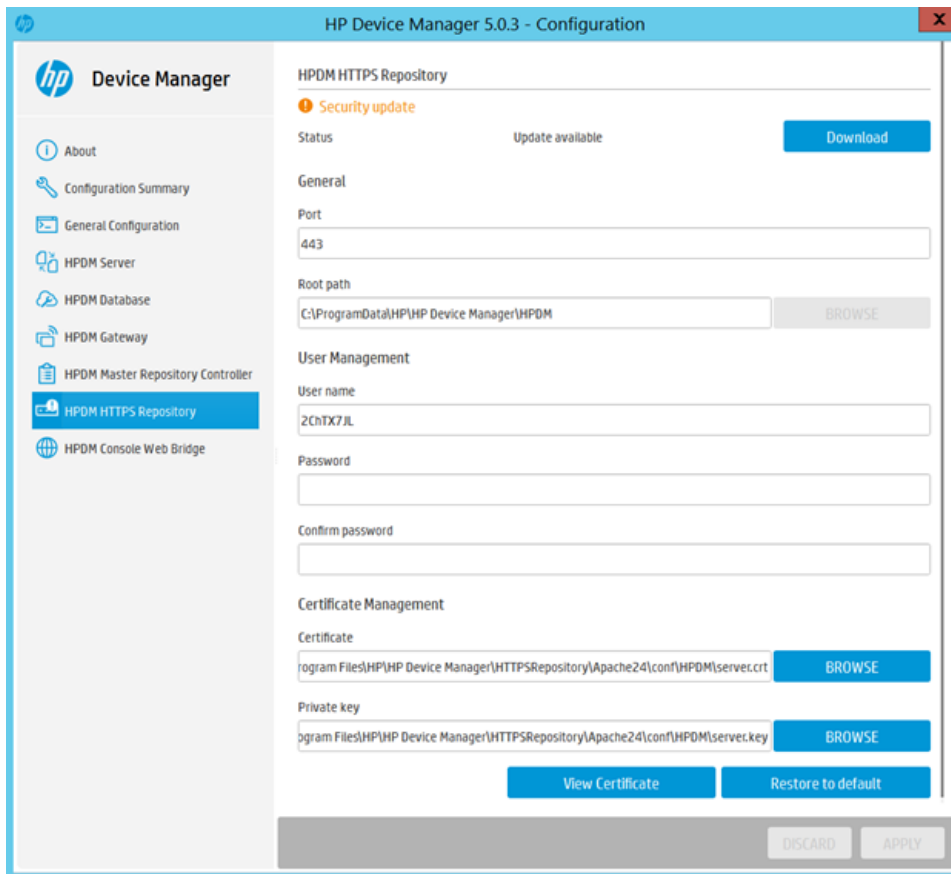 HP Device Manager 5.0.3 - Configuration
x
hp
Device Manager
About
Configuration Summary
General Configuration
HPDM Server
HPDM Database
HPDM Gateway
HPDM Master Repository Controller
HPDM HTTPS Repository
HPDM Console Web Bridge
HPDM HTTPS Repository
Security update
Status Update available Download
General
Port
443
Root path
C:\ProgramData\HP\HP Device Manager\HPDM BROWSE
User Management
User name
2ChTX7JL
Password
Confirm password
Certificate Management
Certificate
rogram Files\HP\HP Device Manager\HTTPSRepository\Apache24\conf\HPDM\server.crt BROWSE
Private key
ogram Files\HP\HP Device Manager\HTTPSRepository\Apache24\conf\HPDM\server.key BROWSE
View Certificate Restore to default
DISCARD APPLY